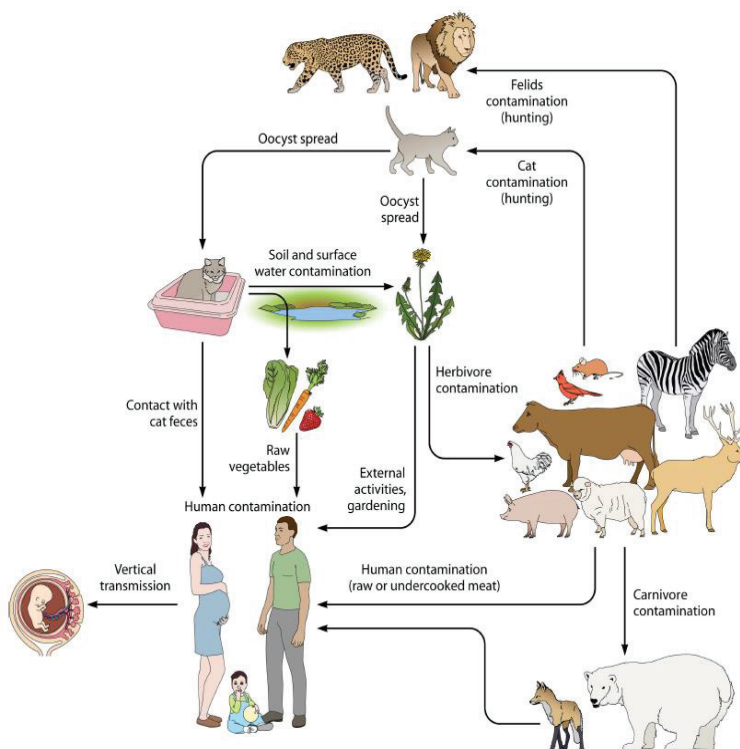 Felids
contamination
(hunting)
Oocyst spread
Cat
contamination
(hunting)
Oocyst
spread
Soil and surface
water contamination
Herbivore
contamination
Contact with
cat feces
Raw
vegetables
External
activities,
gardening
Human contamination
Vertical
transmission
Human contamination
(raw or undercooked meat)
Carnivore
contamination